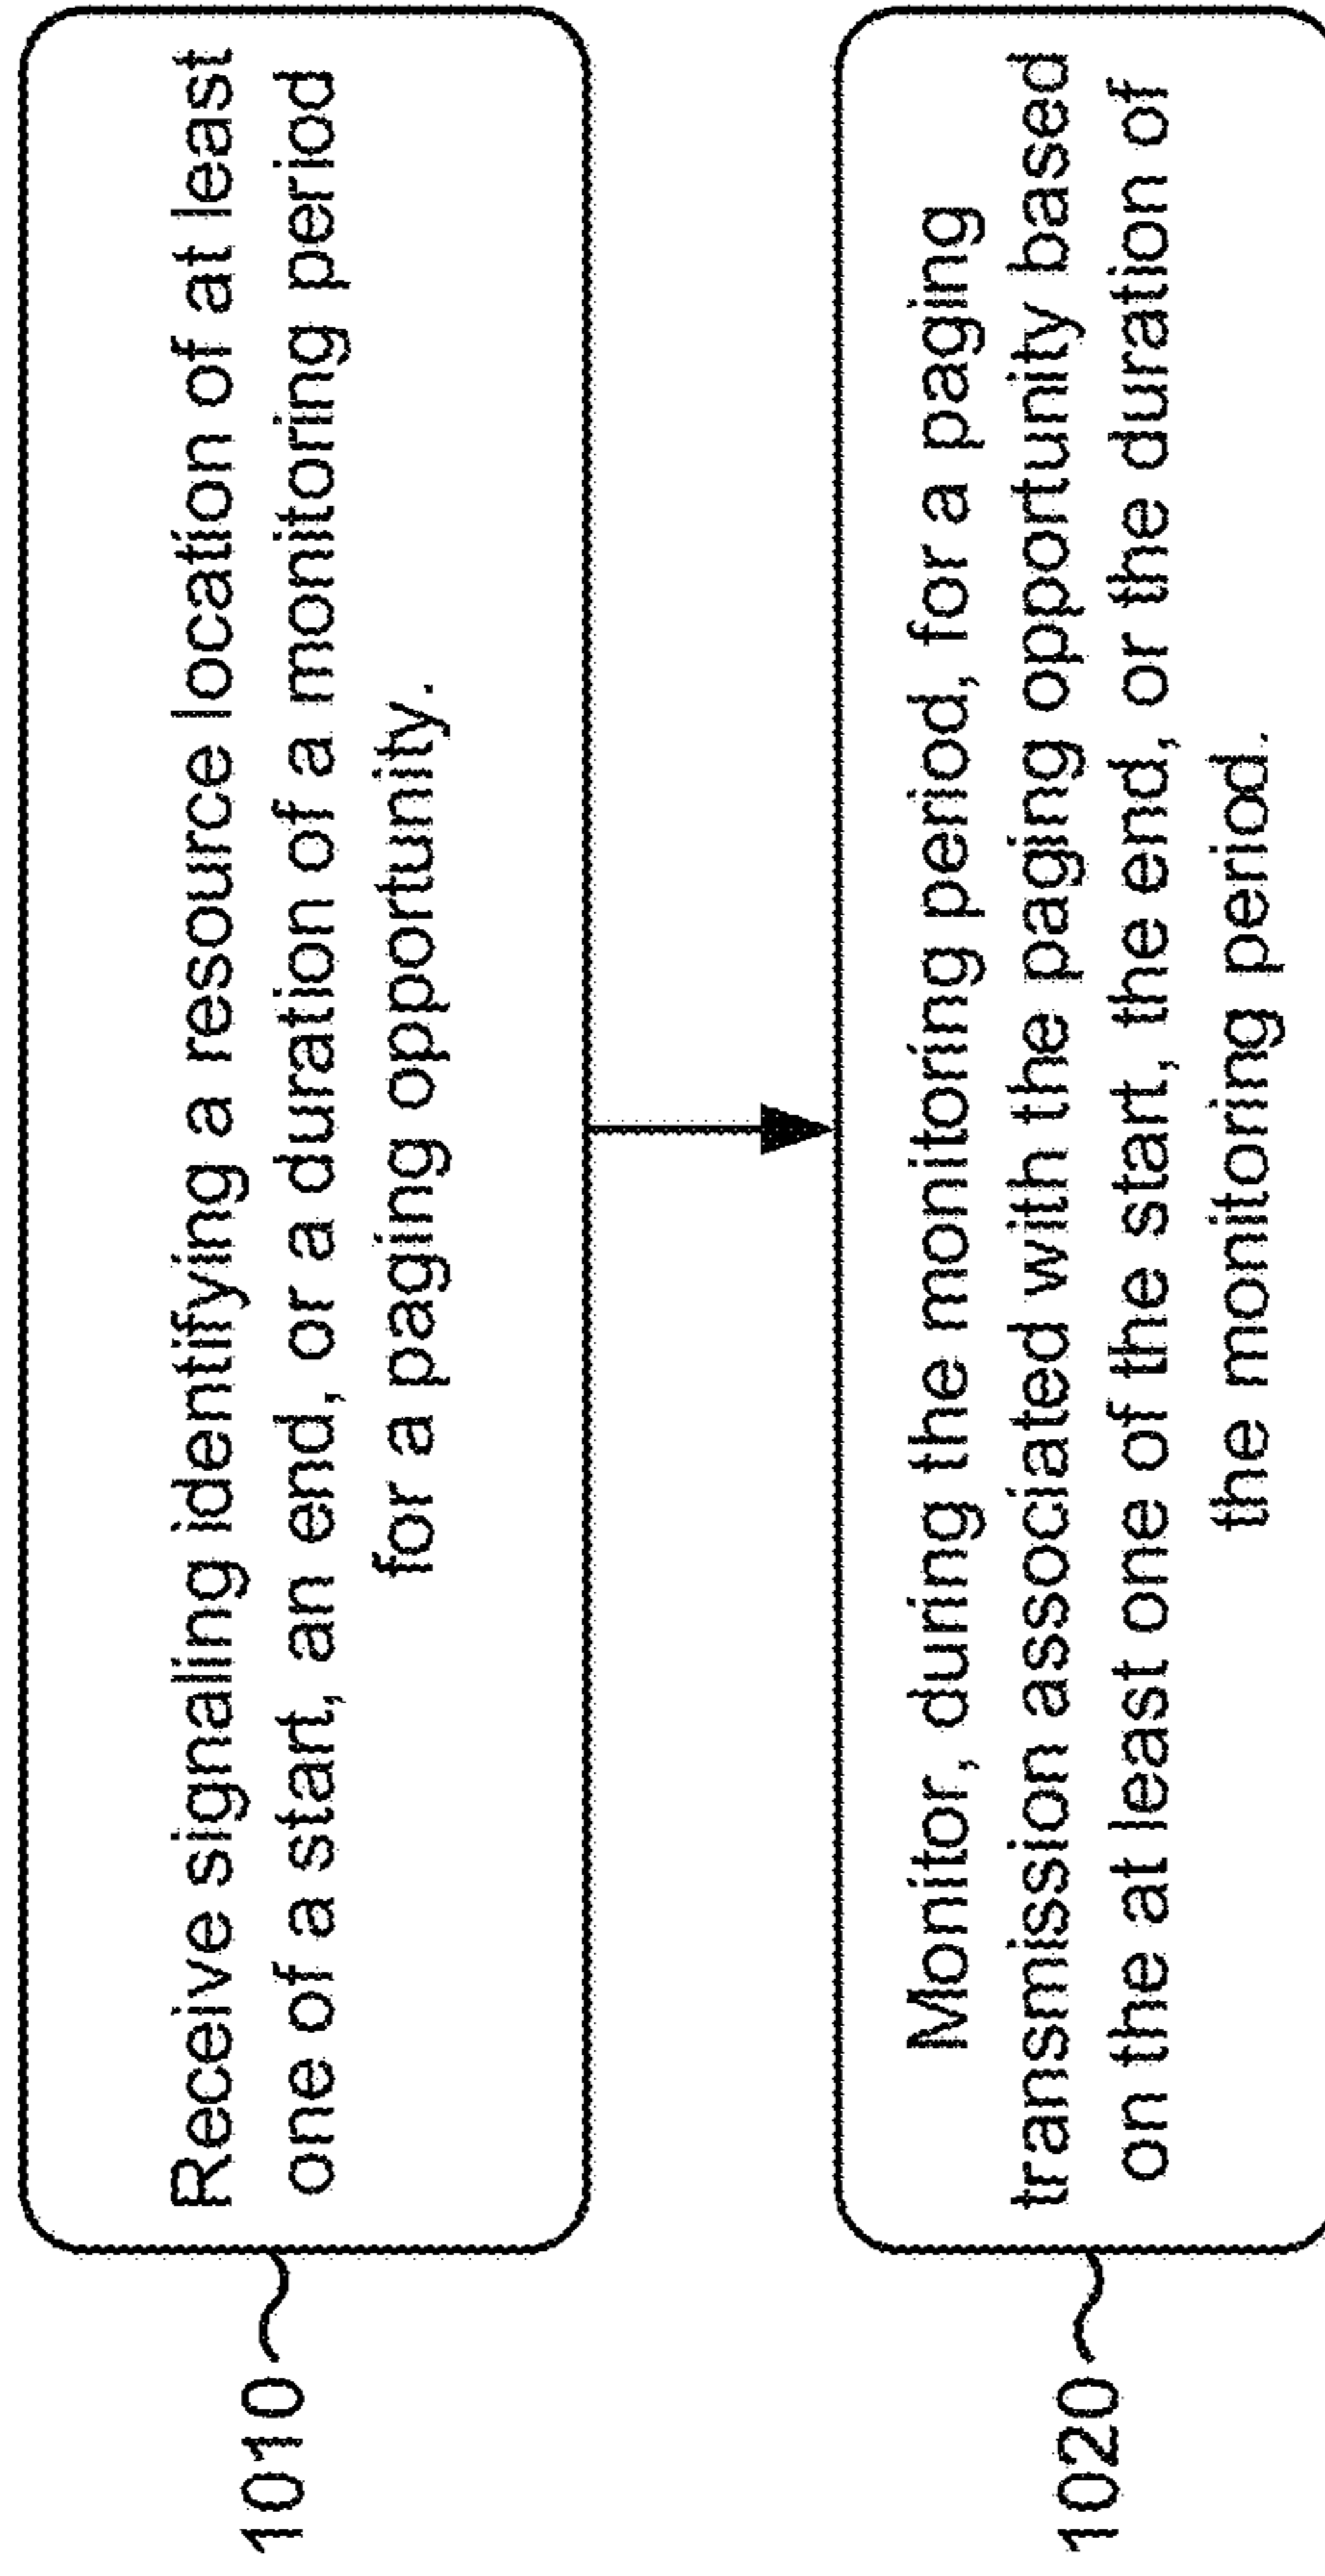 1010
Receive signaling identifying a resource location of at least
one of a start, an end, or a duration of a monitoring period
for a paging opportunity.
1020
Monitor, during the monitoring period, for a paging
transmission associated with the paging opportunity based
on the at least one of the start, the end, or the duration of
the monitoring period.